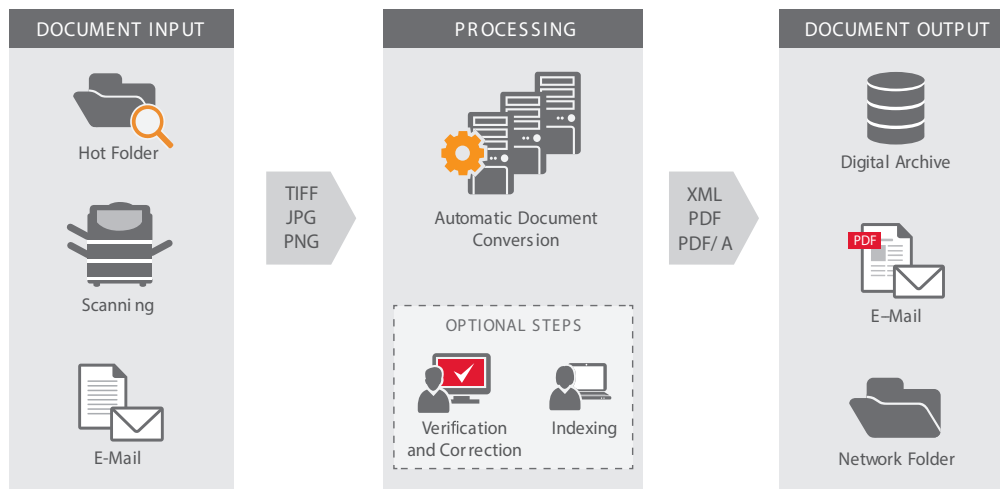 DOCUMENT INPUT
Hot Folder
Scanning
E-Mail
TIFF
JPG
PNG
PROCESSING
Automatic Document
Conversion
OPTIONAL STEPS
Verification
and Correction
Indexing
XML
PDF
PDF/ A
DOCUMENT OUTPUT
Digital Archive
PDF
E–Mail
Network Folder